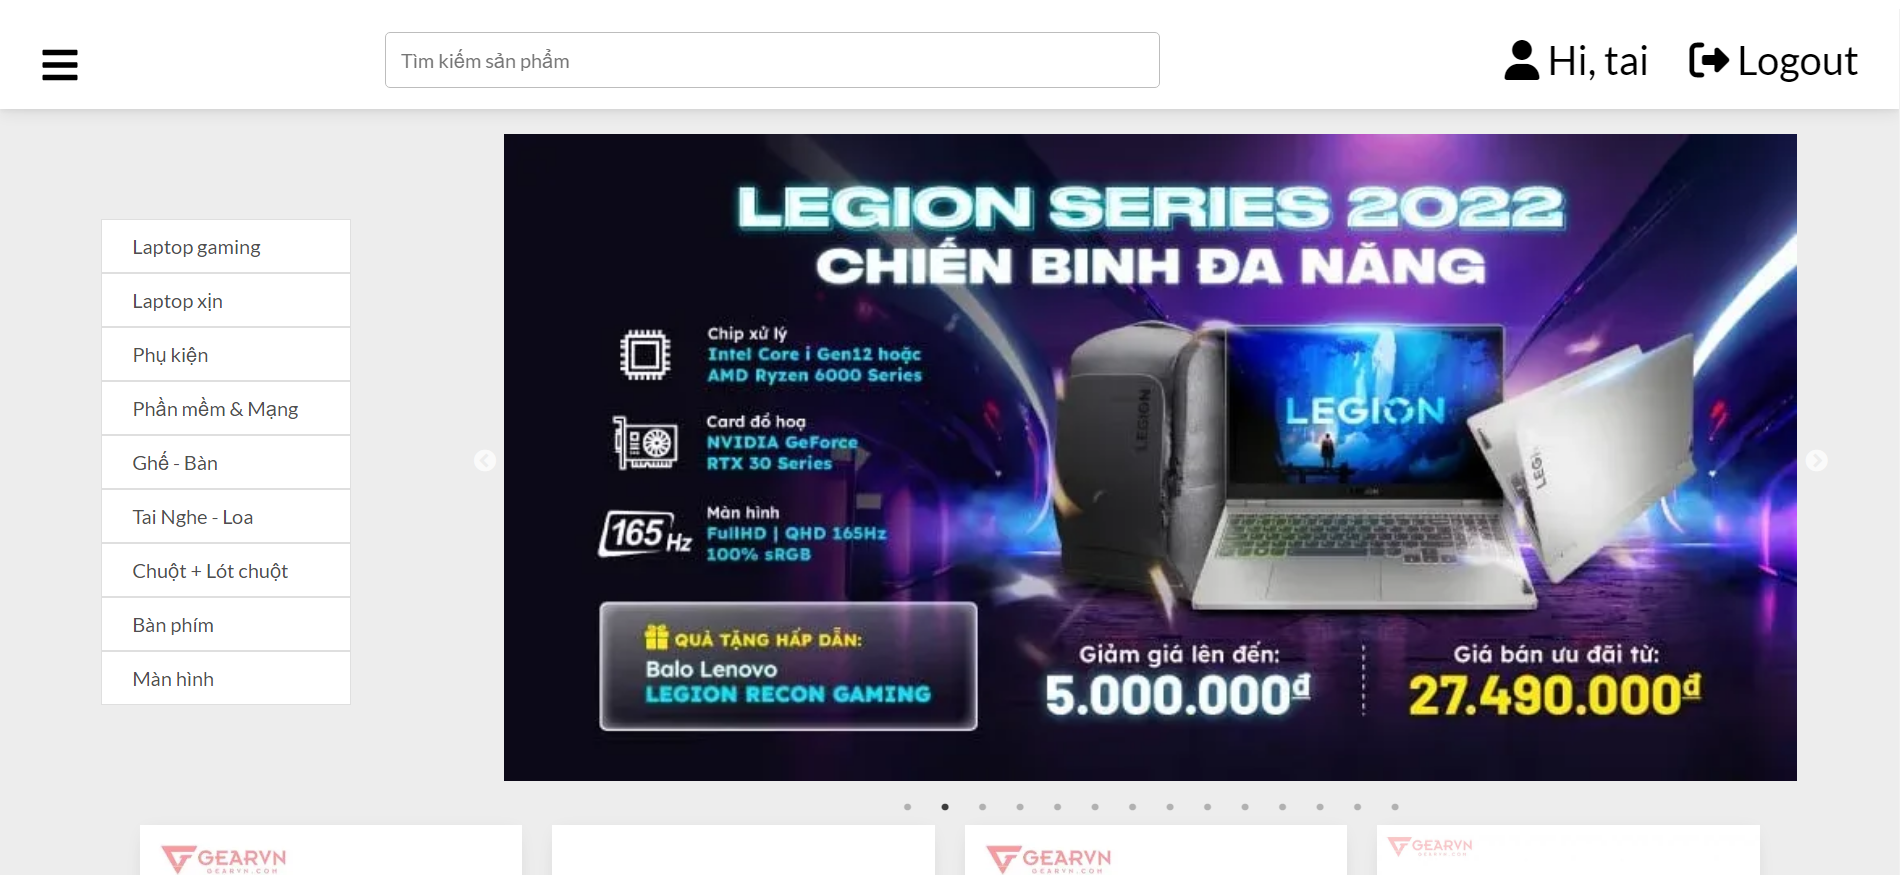 Tìm kiếm sản phẩm
Hi, tai
Logout
Laptop gaming
Laptop xịn
Phụ kiện
Phần mềm & Mạng
Ghế - Bàn
Tai Nghe - Loa
Chuột + Lót chuột
Bàn phím
Màn hình
LEGION SERIES 2022
CHIẾN BINH ĐA NĂNG
Chip xử lý
Intel Core i Gen12 hoặc
AMD Ryzen 6000 Series
Card đồ hoạ
NVIDIA GeForce
RTX 30 Series
165 Hz
Màn hình
FullHD | QHD 165Hz
100% sRGB
LEGION
LEGION
QUÀ TẶNG HẤP DẪN:
Balo Lenovo
LEGION RECON GAMING
Giảm giá lên đến:
5.000.000đ
Giá bán ưu đãi từ:
27.490.000đ
GEARVN
GEARVN.COM
GEARVN
GEARVN.COM
GEARVN
GEARVN.COM